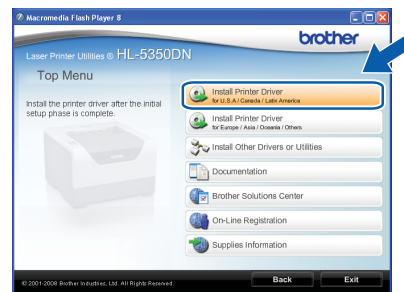 Macromedia Flash Player 8
brother
Laser Printer Utilities ® HL-5350DN
Top Menu
Install the printer driver after the initial
setup phase is complete.
Install Printer Driver
for U.S.A / Canada / Latin America
Install Printer Driver
for Europe / Asia / Oceania / Others
Install Other Drivers or Utilities
Documentation
Brother Solutions Center
On-Line Registration
Supplies Information
© 2001-2008 Brother Industries, Ltd. All Rights Reserved.
Back
Exit